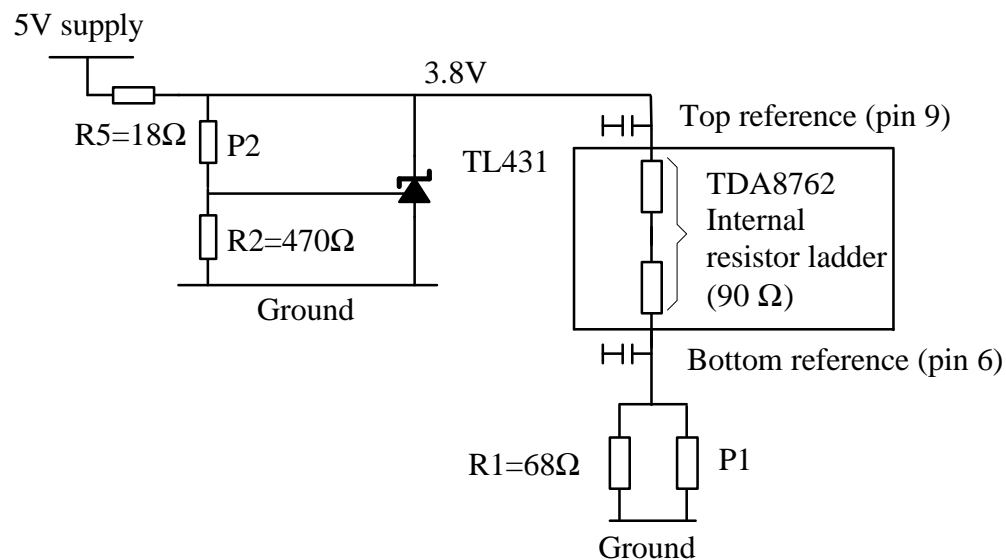 5V supply
3.8V
R5=18Ω
P2
TL431
R2=470Ω
Ground
Top reference (pin 9)
TDA8762
Internal
resistor ladder
(90 Ω)
Bottom reference (pin 6)
R1=68Ω
P1
Ground